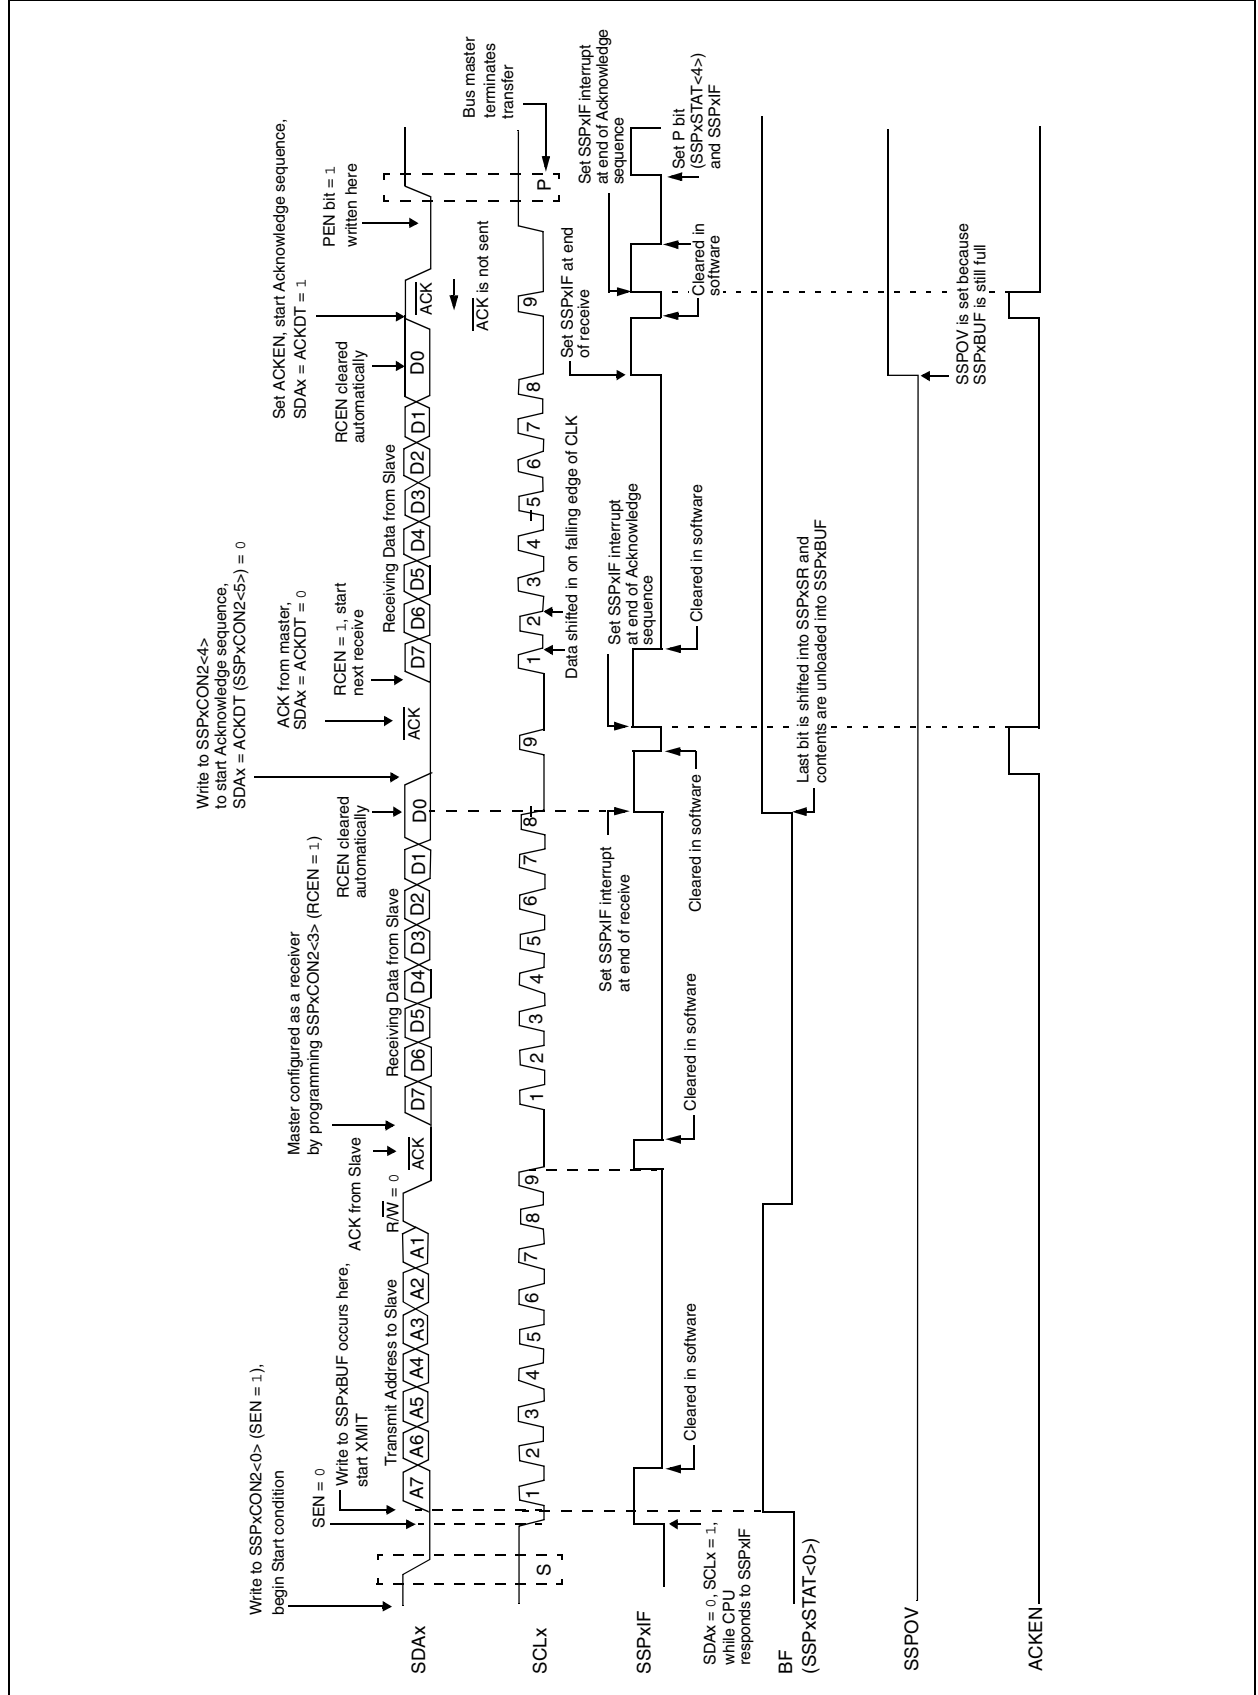 Write to SSPxCON2<0> (SEN = 1),
begin Start condition
SEN = 0
Write to SSPxBUF occurs here,
start XMIT
ACK from Slave
Master configured as a receiver
by programming SSPxCON2<3> (RCEN = 1)
RCEN cleared
automatically
Write to SSPxCON2<4>
to start Acknowledge sequence,
SDAx = ACKDT (SSPxCON2<5>) = 0
ACK from master,
SDAx = ACKDT = 0
RCEN = 1, start
next receive
RCEN cleared
automatically
Set ACKEN, start Acknowledge sequence,
SDAx = ACKDT = 1
PEN bit = 1
written here
Transmit Address to Slave
R/W = 0
Receiving Data from Slave
Receiving Data from Slave
SDAx
A7 A6 A5 A4 A3 A2 A1
ACK
D7 D6 D5 D4 D3 D2 D1 D0
ACK
D7 D6 D5 D4 D3 D2 D1 D0
ACK
ACK is not sent
Bus master
terminates
transfer
SCLx
S
1 2 3 4 5 6 7 8 9
1 2 3 4 5 6 7 8 9
1 2 3 4 5 6 7 8 9
P
Data shifted in on falling edge of CLK
Set SSPxIF interrupt
at end of receive
Set SSPxIF interrupt
at end of Acknowledge
sequence
Set SSPxIF at end
of receive
Set SSPxIF interrupt
at end of Acknowledge
sequence
SSPxIF
SDAx = 0, SCLx = 1,
while CPU
responds to SSPxIF
Cleared in software
Cleared in software
Cleared in software
Cleared in software
Cleared in
software
Set P bit
(SSPxSTAT<4>)
and SSPxIF
BF
(SSPxSTAT<0>)
Last bit is shifted into SSPxSR and
contents are unloaded into SSPxBUF
SSPOV
SSPOV is set because
SSPxBUF is still full
ACKEN